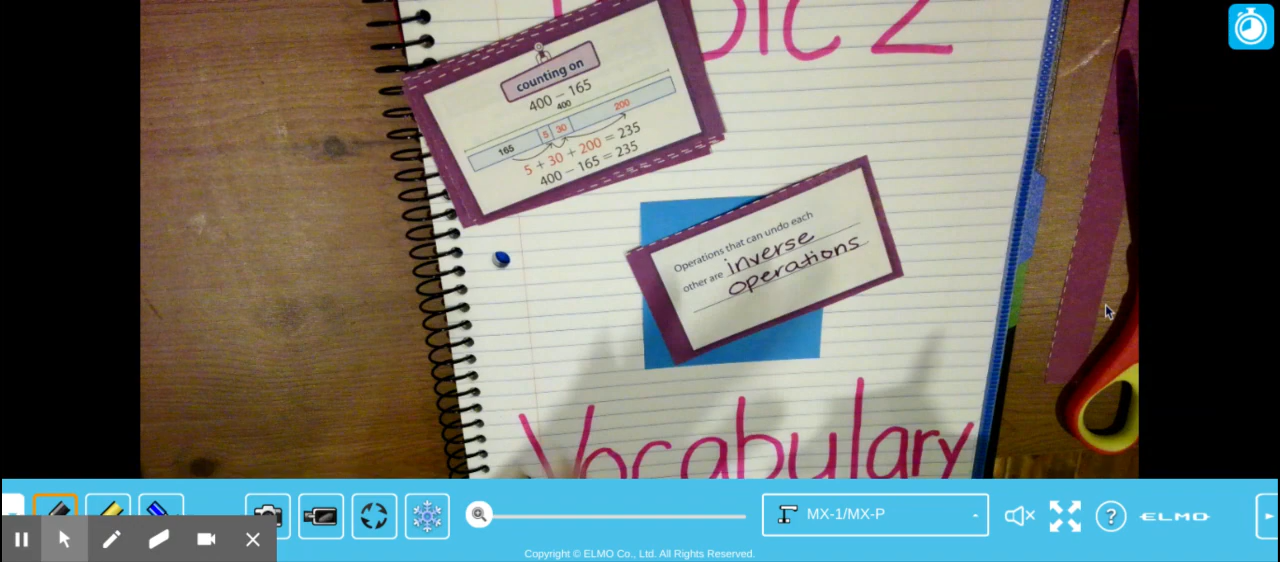 Topic 2
counting on
400 – 165
400
165 5 30 200
5 + 30 + 200 = 235
400 – 165 = 235
Operations that can undo each
other are inverse
operations
Vocabulary
MX-1/MX-P
ELMO
Copyright © ELMO Co., Ltd. All Rights Reserved.